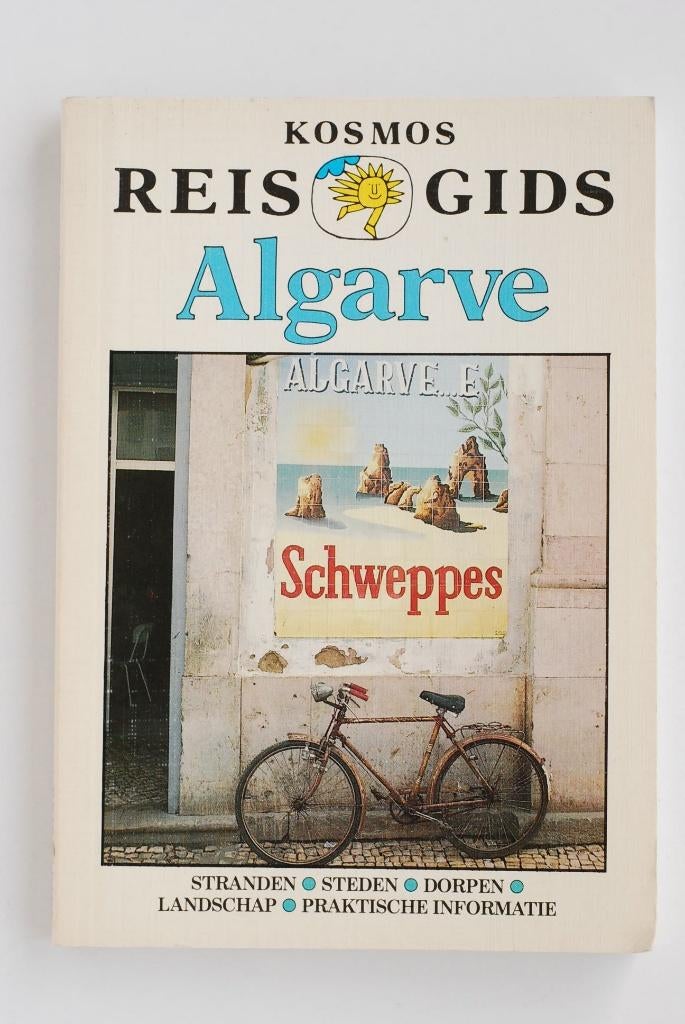 KOSMOS
REIS GIDS
Algarve
ALGARVE...E
Schweppes
STRANDEN ● STEDEN ● DORPEN ●
LANDSCHAP ● PRAKTISCHE INFORMATIE